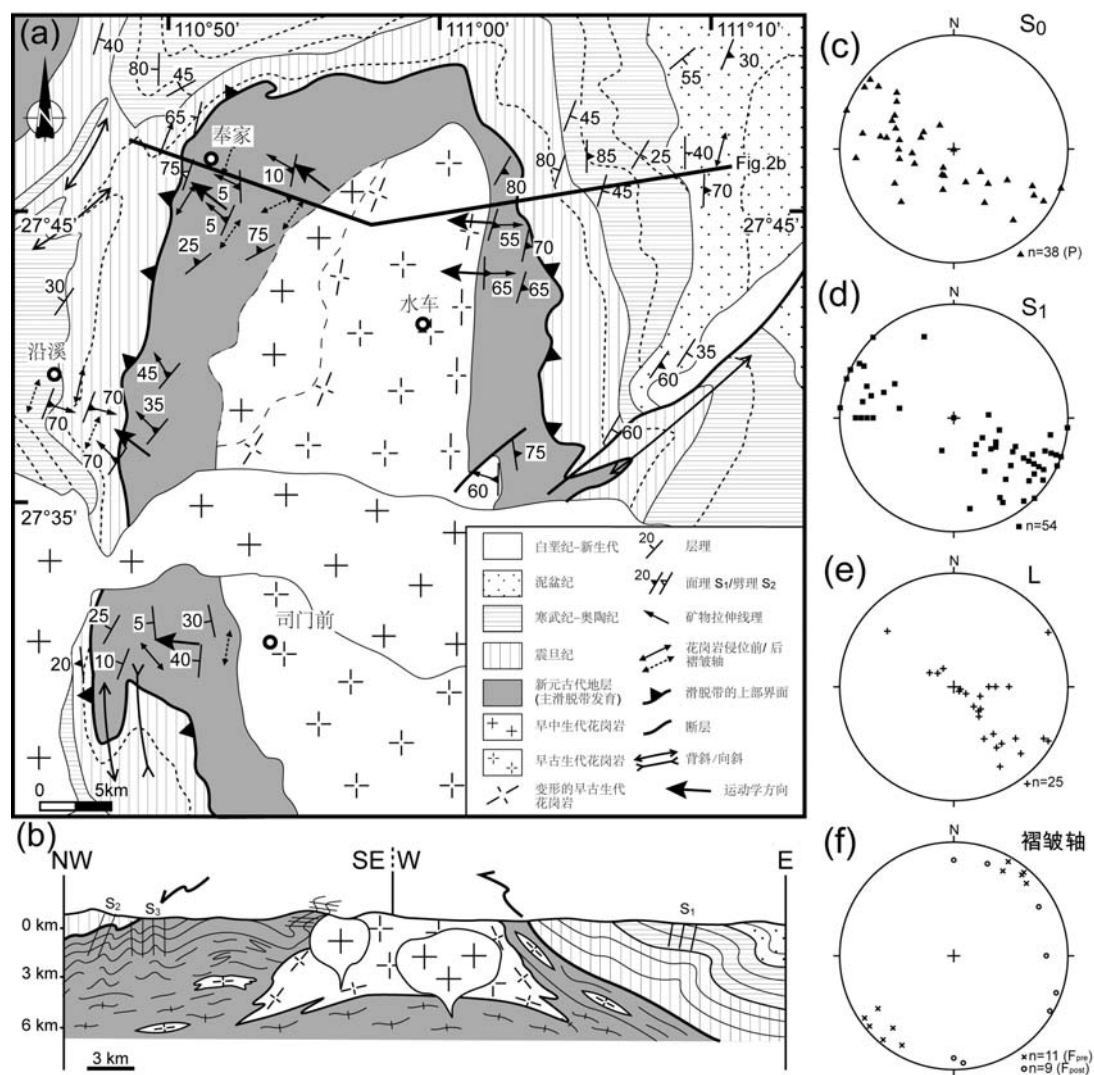 (a)
110°50′
111°00′
111°10′
40
80
45
65
N
奉家
75
10
5
5
25
75
27°45′
30
沿溪
45
35
70
70
70
水车
55
30
45
80
85
25
40
45
70
Fig.2b
80
55
70
65
65
27°45′
35
60
60
75
60
27°35′
25
5
30
司门前
20
10
40
0 5km
白垩纪-新生代
泥盆纪
寒武纪-奥陶纪
震旦纪
新元古代地层
(主滑脱带发育)
早中生代花岗岩
早古生代花岗岩
变形的早古生代
花岗岩
20 层理
20 面理 S₁/劈理 S₂
矿物拉伸线理
花岗岩侵位前/后
褶皱轴
滑脱带的上部界面
断层
背斜/向斜
运动学方向
(b)
NW
SE
W
E
S₂
S₃
S₁
0 km
3 km
6 km
3 km
(c)
S₀
N
n=38 (P)
(d)
S₁
N
n=54
(e)
L
N
n=25
(f)
褶皱轴
N
n=11 (Fpre)
n=9 (Fpost)